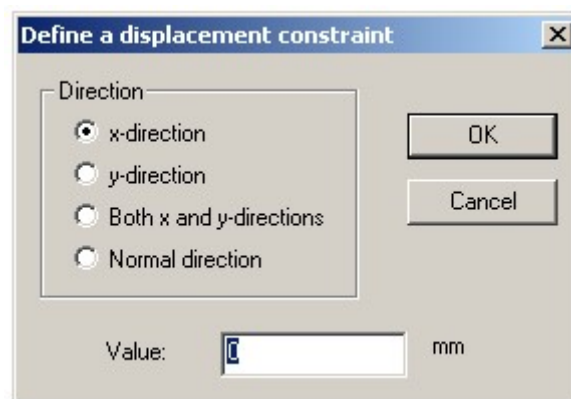 Define a displacement constraint
Direction
x-direction
y-direction
Both x and y-directions
Normal direction
OK
Cancel
Value: 0 mm